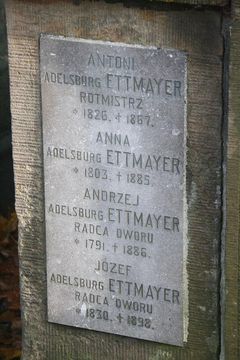 ANTONI
ADELSBURG ETTMAYER
ROTMISTRZ
* 1826. + 1867.
ANNA
ADELSBURG ETTMAYER
* 1803. + 1885.
ANDRZEJ
ADELSBURG ETTMAYER
RADCA DWORU
* 1791. + 1886.
JÓZEF
ADELSBURG ETTMAYER
RADCA DWORU
1830. + 1898.